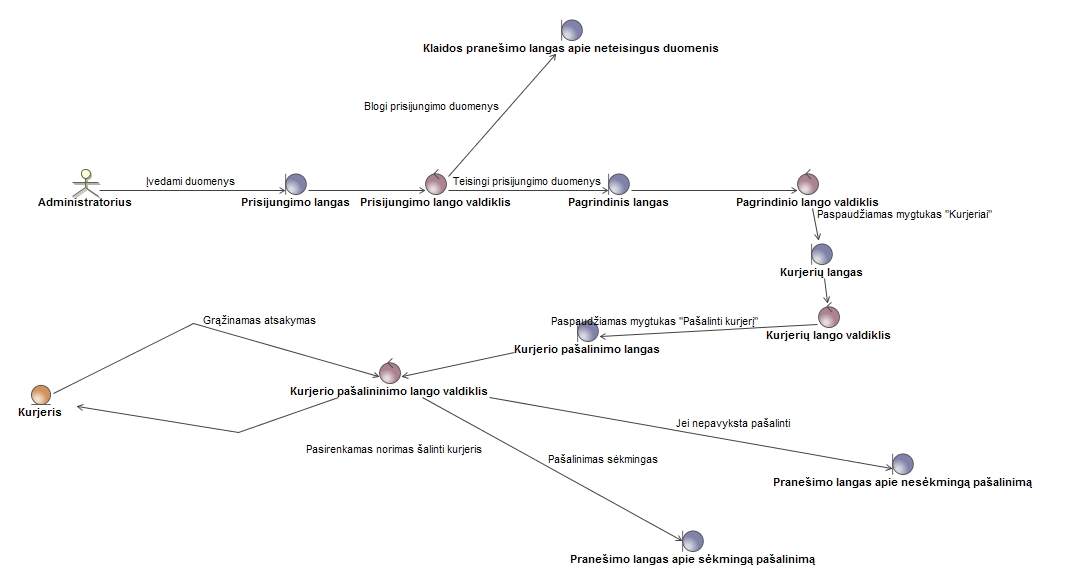 Klaidos pranešimo langas apie neteisingus duomenis
Blogi prisijungimo duomenys
Įvedami duomenys
Teisingi prisijungimo duomenys
Administratorius
Prisijungimo langas
Prisijungimo lango valdiklis
Pagrindinis langas
Pagrindinio lango valdiklis
Paspaudžiamas mygtukas "Kurjeriai"
Kurjerių langas
Grąžinamas atsakymas
Paspaudžiamas mygtukas "Pašalinti kurjerį"
Kurjerių lango valdiklis
Kurjerio pašalinimo langas
Kurjerio pašalininimo lango valdiklis
Kurjeris
Jei nepavyksta pašalinti
Pasirenkamas norimas šalinti kurjeris
Pašalinimas sėkmingas
Pranešimo langas apie nesėkmingą pašalinimą
Pranešimo langas apie sėkmingą pašalinimą